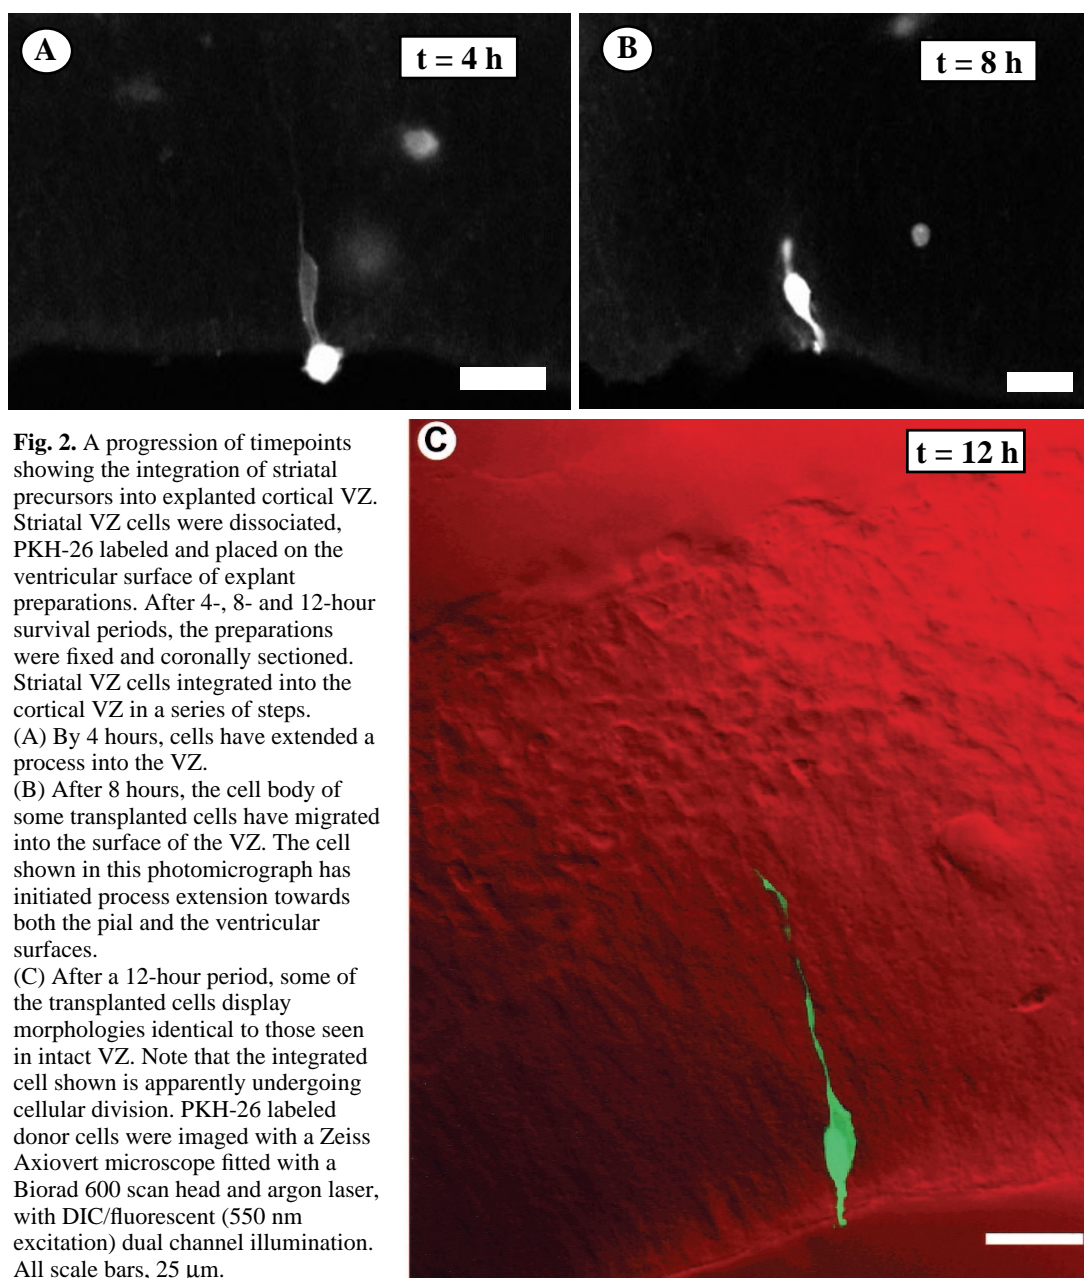 A
t = 4 h
B
t = 8 h
Fig. 2. A progression of timepoints
showing the integration of striatal
precursors into explanted cortical VZ.
Striatal VZ cells were dissociated,
PKH-26 labeled and placed on the
ventricular surface of explant
preparations. After 4-, 8- and 12-hour
survival periods, the preparations
were fixed and coronally sectioned.
Striatal VZ cells integrated into the
cortical VZ in a series of steps.
(A) By 4 hours, cells have extended a
process into the VZ.
(B) After 8 hours, the cell body of
some transplanted cells have migrated
into the surface of the VZ. The cell
shown in this photomicrograph has
initiated process extension towards
both the pial and the ventricular
surfaces.
(C) After a 12-hour period, some of
the transplanted cells display
morphologies identical to those seen
in intact VZ. Note that the integrated
cell shown is apparently undergoing
cellular division. PKH-26 labeled
donor cells were imaged with a Zeiss
Axiovert microscope fitted with a
Biorad 600 scan head and argon laser,
with DIC/fluorescent (550 nm
excitation) dual channel illumination.
All scale bars, 25 μm.
C
t = 12 h